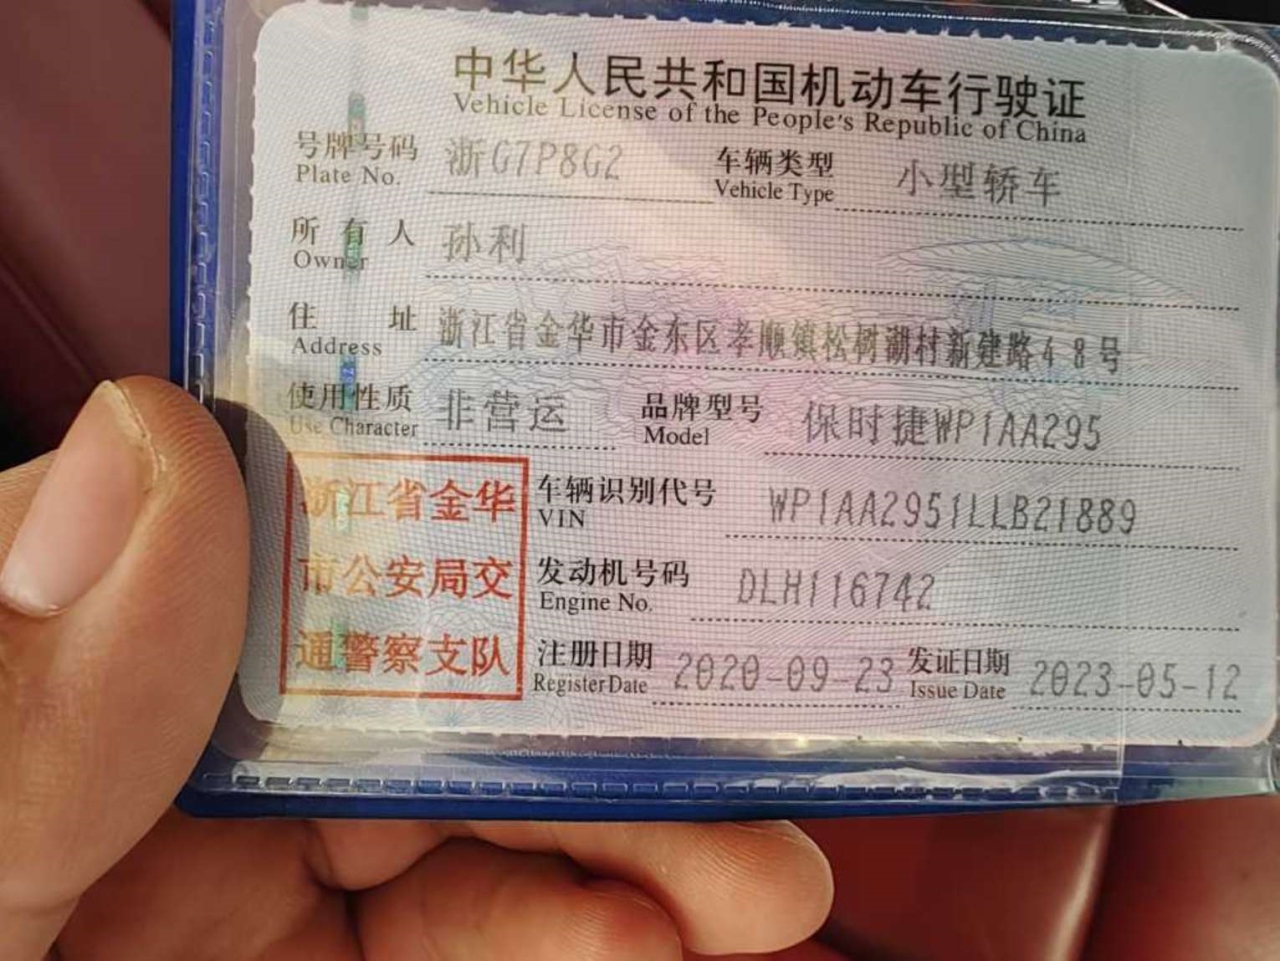 中华人民共和国机动车行驶证
Vehicle License of the People's Republic of China
号牌号码 浙G7P8G2 车辆类型 小型轿车
Plate No. Vehicle Type
所有人 孙利
Owner
住址 浙江省金华市金东区孝顺镇松树湖村新建路48号
Address
使用性质 非营运 品牌型号 保时捷WP1AA295
Use Character Model
浙江省金华
市公安局交
通警察支队
车辆识别代号 WP1AA2951LLB21889
VIN
发动机号码 DLH116742
Engine No.
注册日期 2020-09-23 发证日期 2023-05-12
Register Date Issue Date